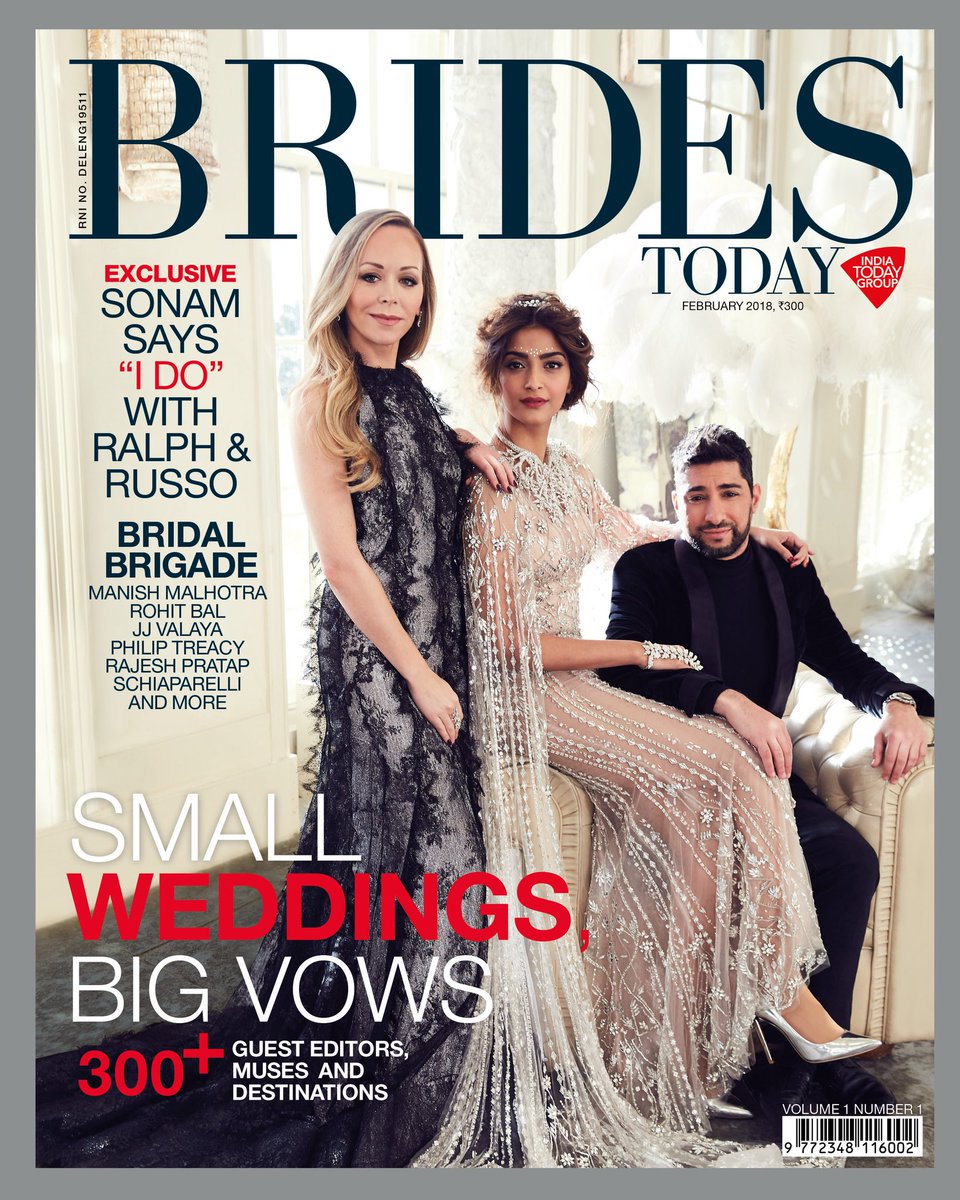 RNI NO. DELENG19511
BRIDES
TODAY
INDIA
TODAY
GROUP
FEBRUARY 2018, ₹300
EXCLUSIVE
SONAM
SAYS
“I DO”
WITH
RALPH &
RUSSO
BRIDAL
BRIGADE
MANISH MALHOTRA
ROHIT BAL
JJ VALAYA
PHILIP TREACY
RAJESH PRATAP
SCHIAPARELLI
AND MORE
SMALL
WEDDINGS,
BIG VOWS
300+ GUEST EDITORS,
MUSES AND
DESTINATIONS
VOLUME 1 NUMBER 1
9 772348 116002